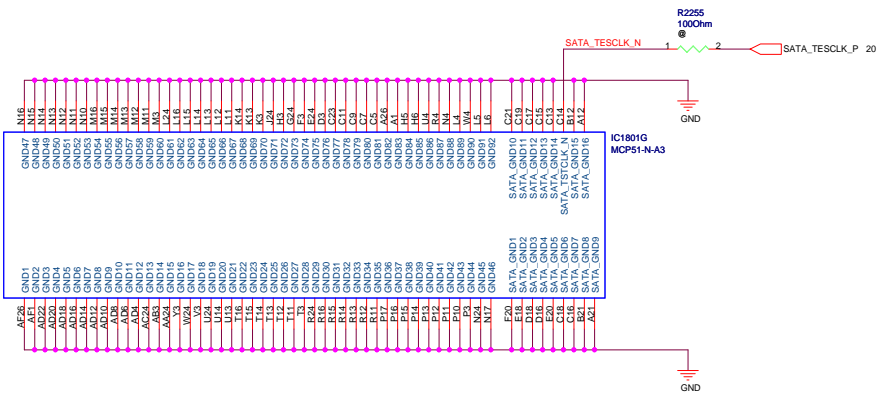 R2255
100Ohm
@
SATA_TESCLK_N
1
2
SATA_TESCLK_P 20
N16
N15
N14
N13
N12
N11
N10
M16
M15
M14
M13
M12
M11
M3
L24
L16
L15
L14
L13
L12
L11
K14
K13
K3
J24
H3
G24
F3
E24
D3
C23
C11
C9
C7
C5
A26
A1
H5
H6
U4
R4
N4
L4
W4
L5
L6
C21
C19
C17
C15
C13
C14
B12
A12
GND
IC1801G
MCP51-N-A3
GND47
GND48
GND49
GND50
GND51
GND52
GND53
GND54
GND55
GND56
GND57
GND58
GND59
GND60
GND61
GND62
GND63
GND64
GND65
GND66
GND67
GND68
GND69
GND70
GND71
GND72
GND73
GND74
GND75
GND76
GND77
GND78
GND79
GND80
GND81
GND82
GND83
GND84
GND85
GND86
GND87
GND88
GND89
GND90
GND91
GND92
SATA_GND10
SATA_GND11
SATA_GND12
SATA_GND13
SATA_GND14
SATA_TSTCLK_N
SATA_GND15
SATA_GND16
GND1
GND2
GND3
GND4
GND5
GND6
GND7
GND8
GND9
GND10
GND11
GND12
GND13
GND14
GND15
GND16
GND17
GND18
GND19
GND20
GND21
GND22
GND23
GND24
GND25
GND26
GND27
GND28
GND29
GND30
GND31
GND32
GND33
GND34
GND35
GND36
GND37
GND38
GND39
GND40
GND41
GND42
GND43
GND44
GND45
GND46
SATA_GND1
SATA_GND2
SATA_GND3
SATA_GND4
SATA_GND5
SATA_GND6
SATA_GND7
SATA_GND8
SATA_GND9
AF26
AF1
AD22
AD20
AD18
AD16
AD14
AD12
AD10
AD8
AD6
AD4
AC24
AB3
AA24
Y3
W24
V3
U24
U14
U13
T16
T15
T14
T13
T12
T11
T3
R24
R16
R15
R14
R13
R12
R11
P17
P16
P15
P14
P13
P12
P11
P10
P3
N24
N17
F20
E18
D18
D16
E20
C18
C16
B21
A21
GND